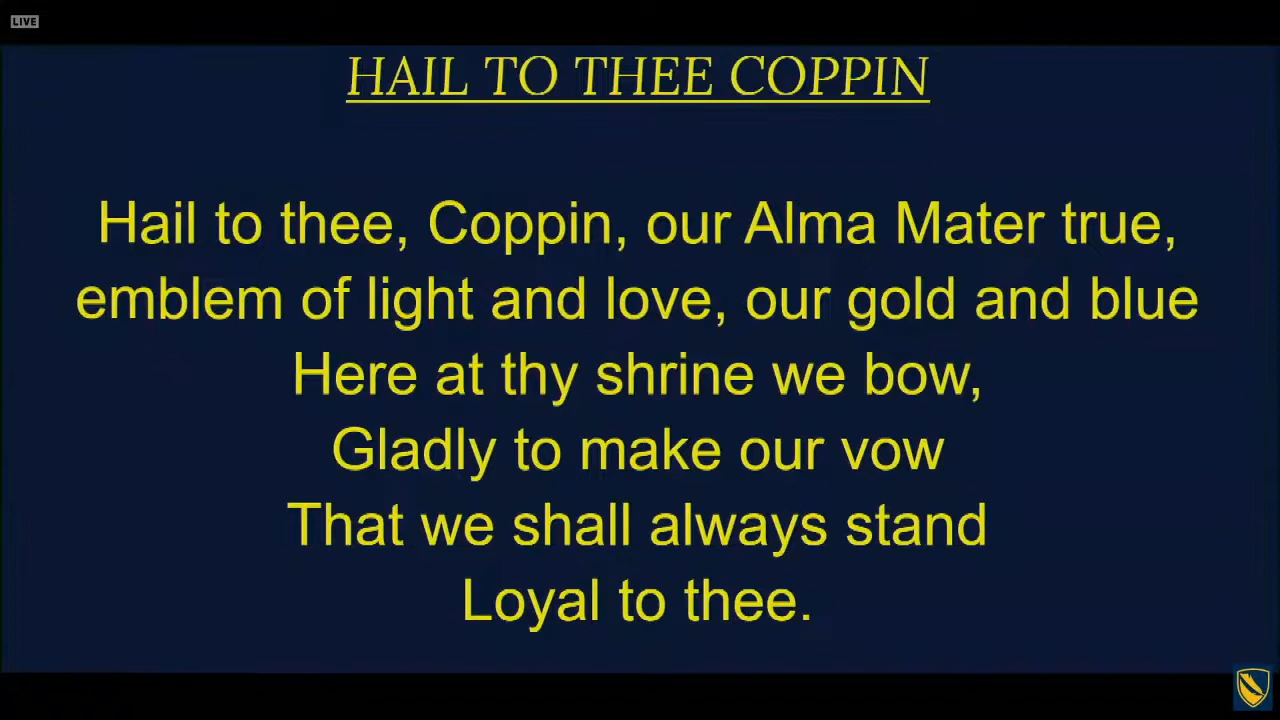 LIVE
HAIL TO THEE COPPIN
Hail to thee, Coppin, our Alma Mater true,
emblem of light and love, our gold and blue
Here at thy shrine we bow,
Gladly to make our vow
That we shall always stand
Loyal to thee.